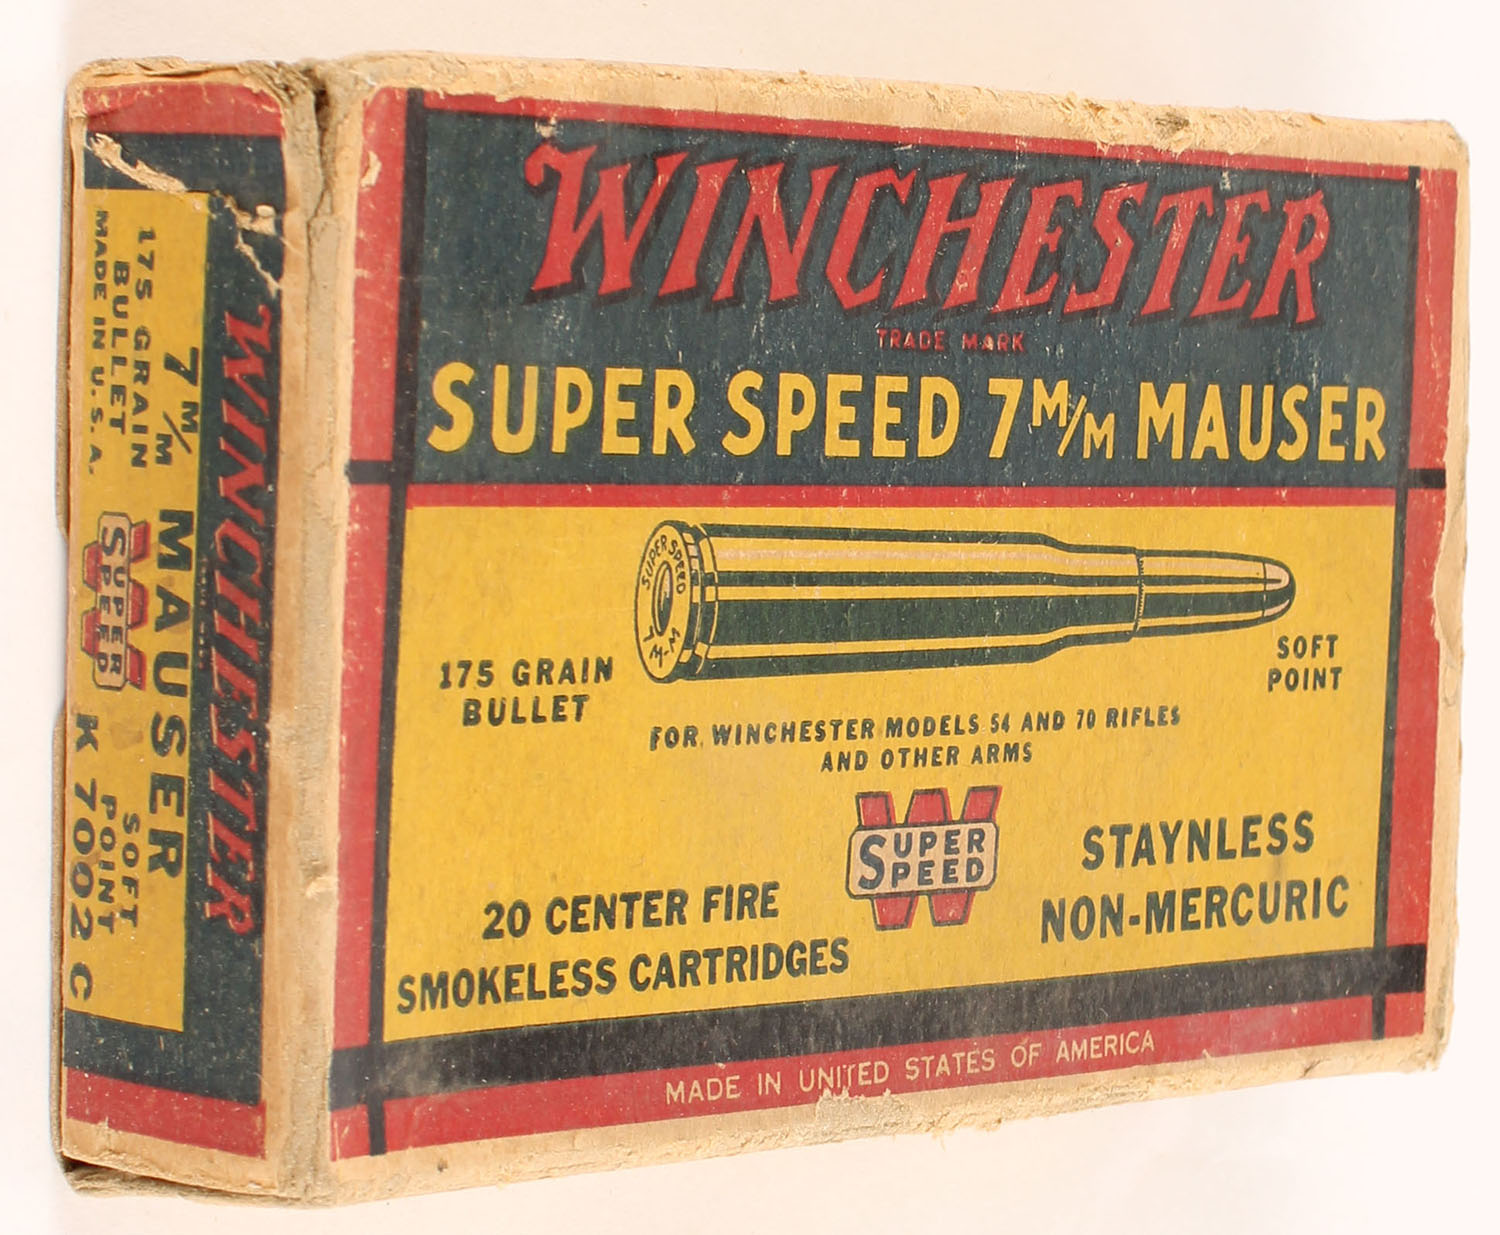 WINCHESTER
TRADE MARK
SUPER SPEED 7 M/M MAUSER
SUPER SPEED
7 M-M
175 GRAIN
BULLET
SOFT
POINT
FOR WINCHESTER MODELS 54 AND 70 RIFLES
AND OTHER ARMS
W
SUPER
SPEED
20 CENTER FIRE
SMOKELESS CARTRIDGES
STAYNLESS
NON-MERCURIC
MADE IN UNITED STATES OF AMERICA
WINCHESTER
7 M/M MAUSER
175 GRAIN
BULLET
MADE IN U.S.A.
W
SUPER
SPEED
SOFT
POINT
K 7002 C